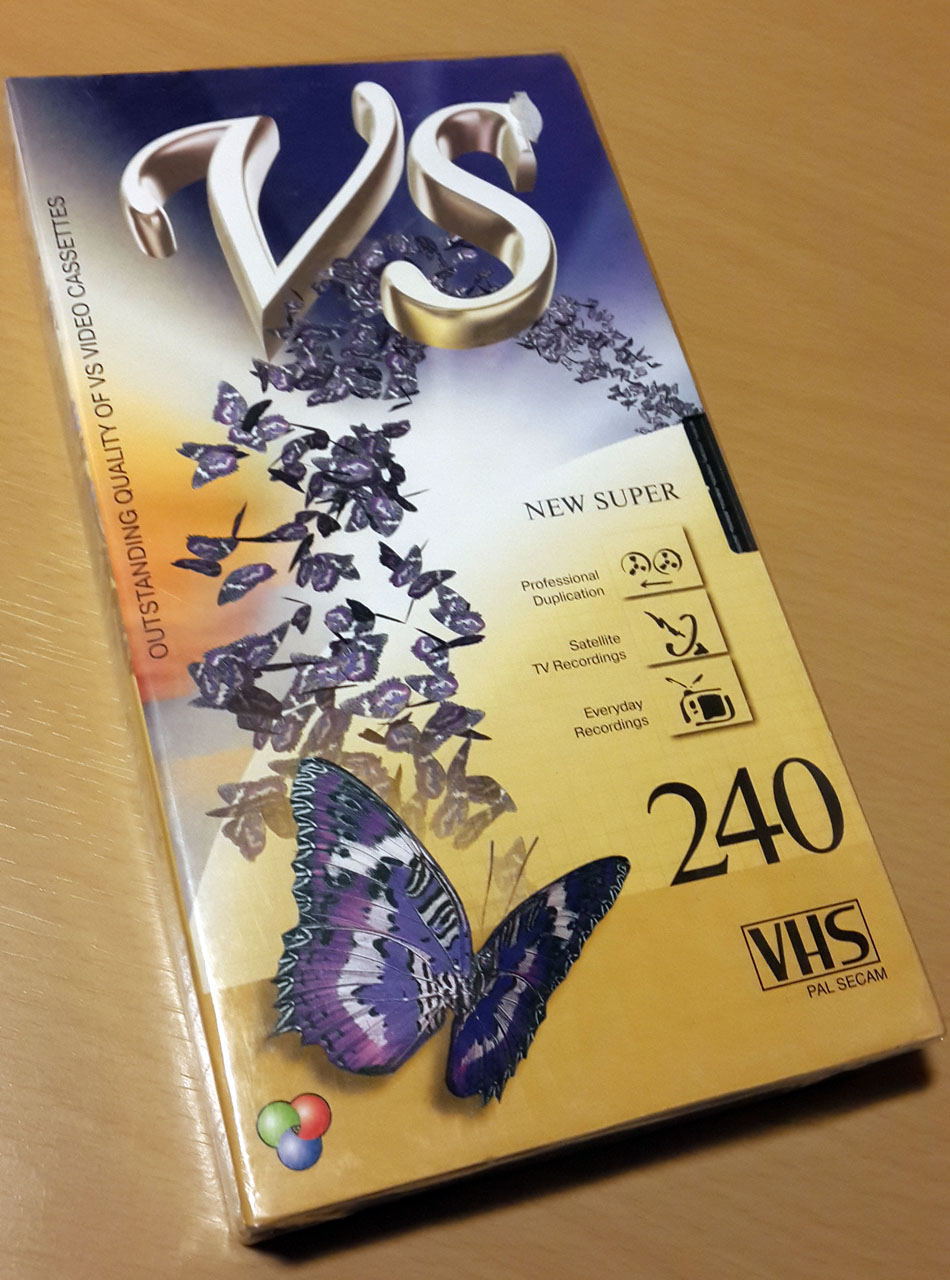 VS
OUTSTANDING QUALITY OF VS VIDEO CASSETTES
NEW SUPER
Professional
Duplication
Satellite
TV Recordings
Everyday
Recordings
240
VHS
PAL SECAM